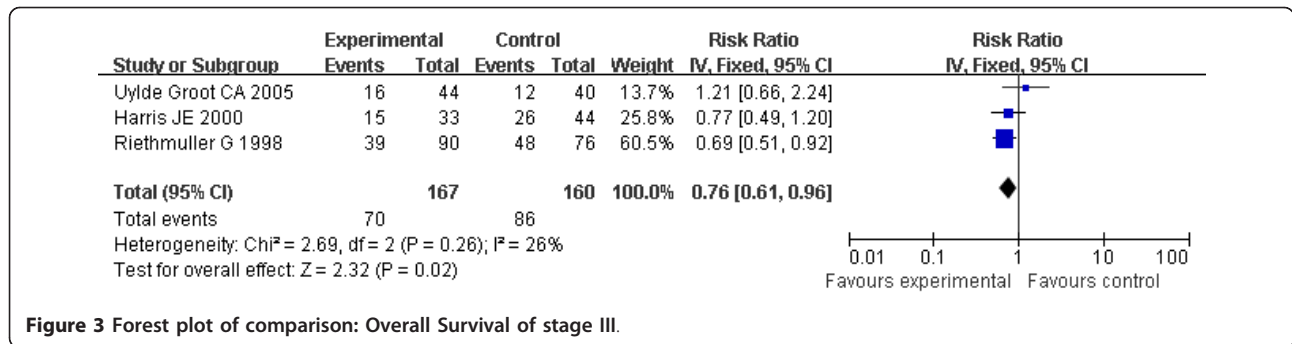 Experimental Control Risk Ratio Risk Ratio
Study or Subgroup Events Total Events Total Weight IV, Fixed, 95% CI IV, Fixed, 95% CI
Uylde Groot CA 2005 16 44 12 40 13.7% 1.21 [0.66, 2.24]
Harris JE 2000 15 33 26 44 25.8% 0.77 [0.49, 1.20]
Riethmuller G 1998 39 90 48 76 60.5% 0.69 [0.51, 0.92]
Total (95% CI) 167 160 100.0% 0.76 [0.61, 0.96]
Total events 70 86
Heterogeneity: Chi² = 2.69, df = 2 (P = 0.26); I² = 26%
Test for overall effect: Z = 2.32 (P = 0.02)
0.01 0.1 1 10 100
Favours experimental Favours control
Figure 3 Forest plot of comparison: Overall Survival of stage III.